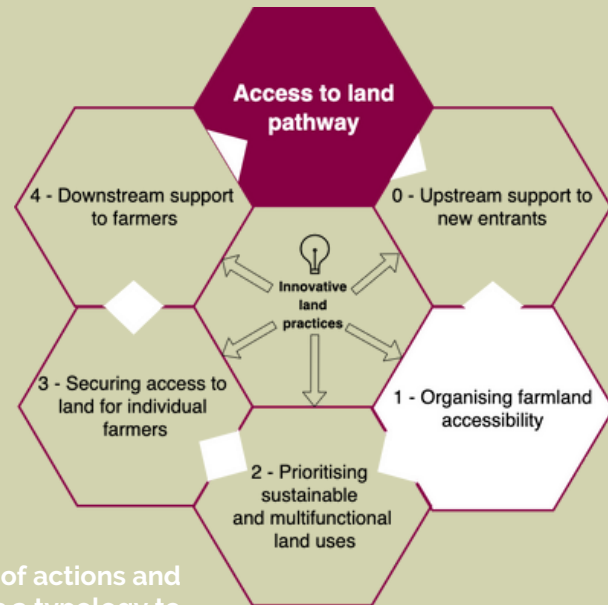 Access to land
pathway
4 - Downstream support
to farmers
0 - Upstream support to
new entrants
Innovative
land
practices
3 - Securing access to
land for individual
farmers
1 - Organising farmland
accessibility
2 - Prioritising
sustainable
and multifunctional
land uses
of actions and
a typology to